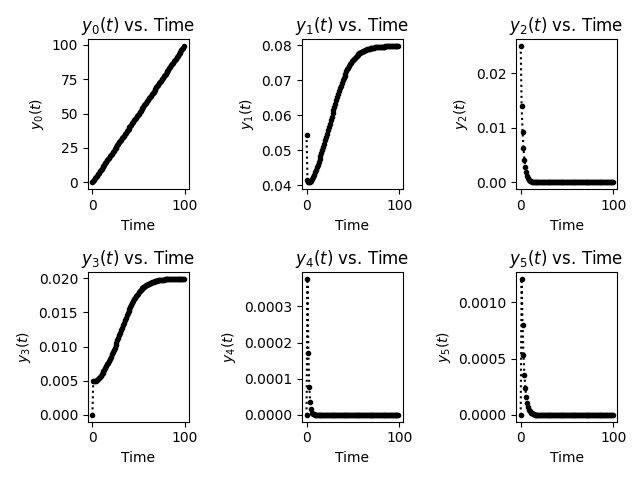 y₀(t) vs. Time
100
75
50
25
0
y₀(t)
0
100
Time
y₁(t) vs. Time
0.08
0.07
0.06
0.05
0.04
y₁(t)
0
100
Time
y₂(t) vs. Time
0.02
0.01
0.00
y₂(t)
0
100
Time
y₃(t) vs. Time
0.020
0.015
0.010
0.005
0.000
y₃(t)
0
100
Time
y₄(t) vs. Time
0.0003
0.0002
0.0001
0.0000
y₄(t)
0
100
Time
y₅(t) vs. Time
0.0010
0.0005
0.0000
y₅(t)
0
100
Time